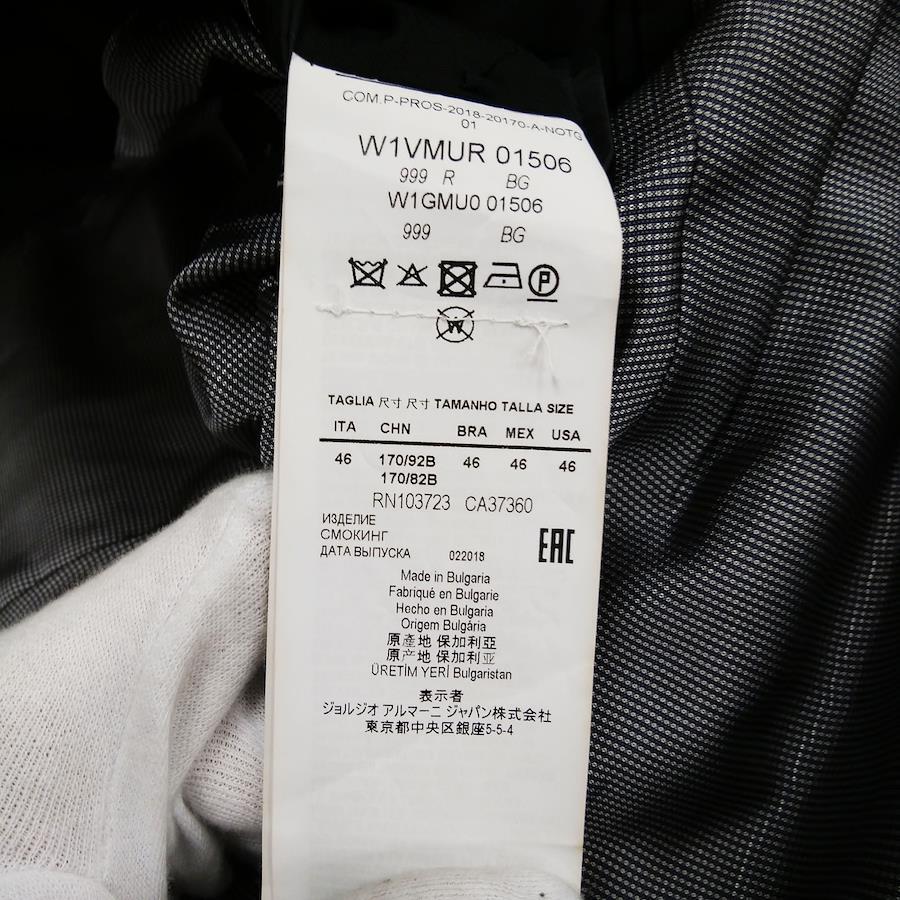 COM.P-PROS-2018-20170-A-NOTG
01
W1VMUR 01506
999 R BG
W1GMU0 01506
999 BG
P
W
TAGLIA 尺寸 尺寸 TAMANHO TALLA SIZE
ITA CHN BRA MEX USA
46 170/92B 46 46 46
170/82B
RN103723 CA37360
ИЗДЕЛИЕ
СМОКИНГ
ДАТА ВЫПУСКА 022018
EAC
Made in Bulgaria
Fabriqué en Bulgarie
Hecho en Bulgaria
Origem Bulgária
原產地 保加利亞
原产地 保加利亚
ÜRETİM YERİ Bulgaristan
表示者
ジョルジオ アルマーニ ジャパン株式会社
東京都中央区銀座5-5-4